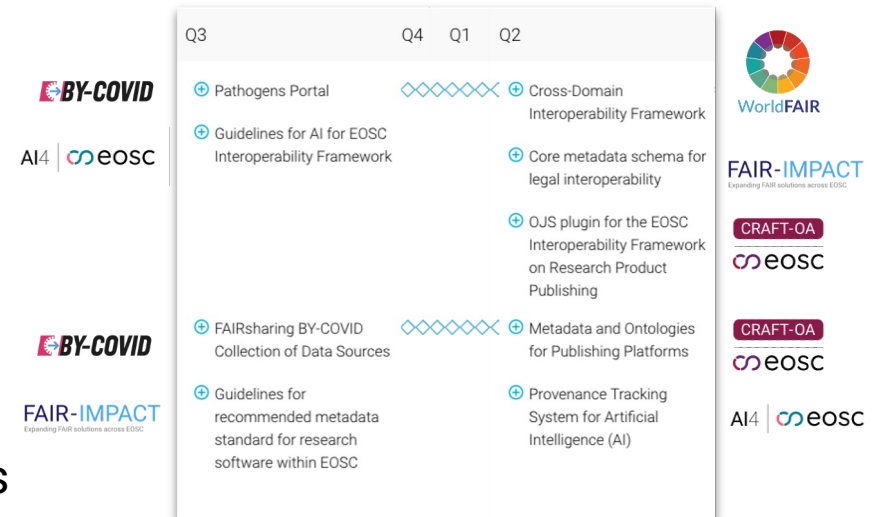 Q3 Q4 Q1 Q2
BY-COVID
AI4 eosc
Pathogens Portal
Guidelines for AI for EOSC
Interoperability Framework
Cross-Domain
Interoperability Framework
Core metadata schema for
legal interoperability
OJS plugin for the EOSC
Interoperability Framework
on Research Product
Publishing
WorldFAIR
FAIR-IMPACT
Expanding FAIR solutions across EOSC
CRAFT-OA
eosc
BY-COVID
FAIR-IMPACT
Expanding FAIR solutions across EOSC
s
FAIRsharing BY-COVID
Collection of Data Sources
Guidelines for
recommended metadata
standard for research
software within EOSC
Metadata and Ontologies
for Publishing Platforms
Provenance Tracking
System for Artificial
Intelligence (AI)
CRAFT-OA
eosc
AI4 eosc